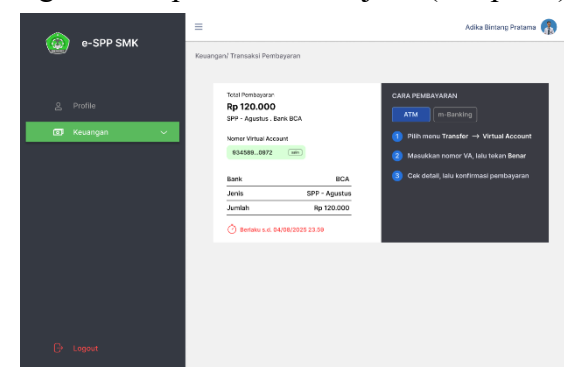 e-SPP SMK
Adika Bintang Pratama
Keuangan/ Transaksi Pembayaran
Profile
Keuangan
Logout
Total Pembayaran
Rp 120.000
SPP - Agustus . Bank BCA
Nomer Virtual Account
934589...0972
Bank BCA
Jenis SPP - Agustus
Jumlah Rp 120.000
Berlaku s.d. 04/08/2025 23.59
CARA PEMBAYARAN
ATM m-Banking
1 Pilih menu Transfer → Virtual Account
2 Masukkan nomor VA, lalu tekan Benar
3 Cek detail, lalu konfirmasi pembayaran